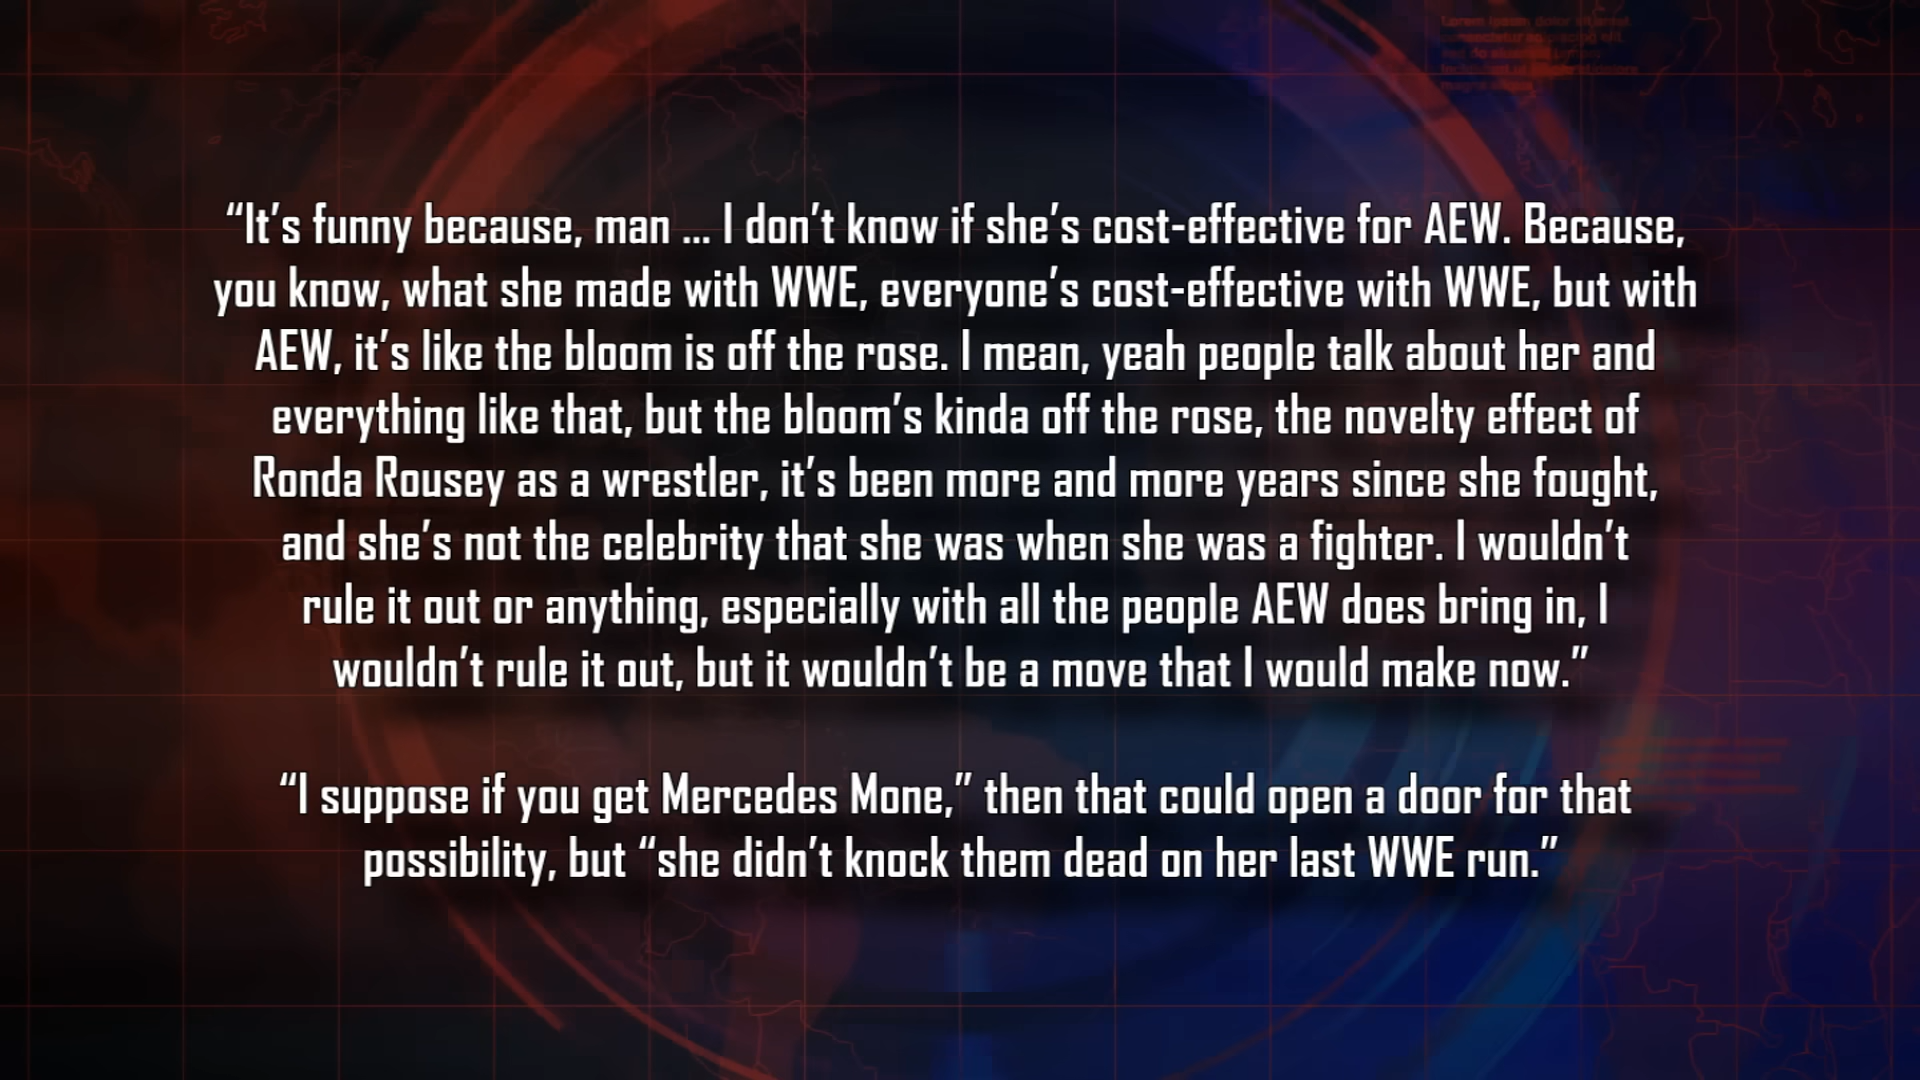 Lorem ipsum dolor sit amet,
“It’s funny because, man ... I don’t know if she’s cost-effective for AEW. Because,
you know, what she made with WWE, everyone’s cost-effective with WWE, but with
AEW, it’s like the bloom is off the rose. I mean, yeah people talk about her and
everything like that, but the bloom’s kinda off the rose, the novelty effect of
Ronda Rousey as a wrestler, it’s been more and more years since she fought,
and she’s not the celebrity that she was when she was a fighter. I wouldn’t
rule it out or anything, especially with all the people AEW does bring in, I
wouldn’t rule it out, but it wouldn’t be a move that I would make now.”
“I suppose if you get Mercedes Mone,” then that could open a door for that
possibility, but “she didn’t knock them dead on her last WWE run.”